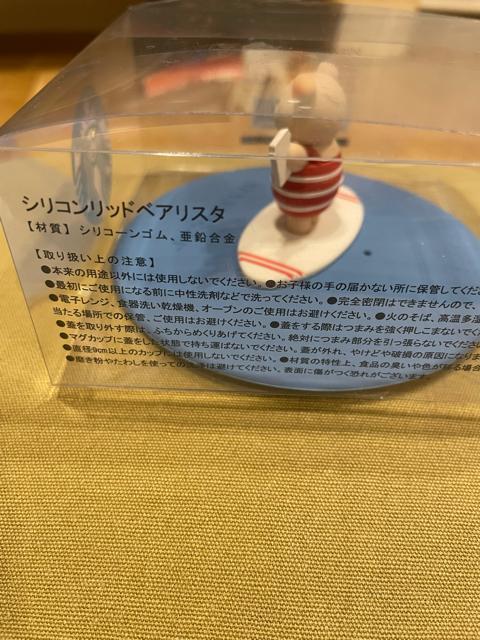 シリコンリッドベアリスタ
【材質】シリコーンゴム、亜鉛合金
【取り扱い上の注意】
●本来の用途以外には使用しないでください。●お子様の手の届かない所に保管してくださ
●最初にご使用になる前に中性洗剤などで洗ってください。●完全密閉はできませんので、
●電子レンジ、食器洗い乾燥機、オーブンのご使用はお避けください。●火のそば、高温多湿
当たる場所での保管、ご使用はお避けください。●蓋をする際はつまみを強く押しこまないでくだ
●蓋を取り外す際は、ふちからめくりあげてください。絶対につまみ部分を引っ張らないでくださ
●マグカップに蓋をした状態で持ち運ばないでください。蓋が外れ、やけどや破損の原因になりま
●直径9cm以上のカップには使用しないでください。●材質の特性上、食品の臭いや色が移る場合
●磨き粉やたわしを使っての洗浄は避けてください。表面に傷がつく恐れがございます。